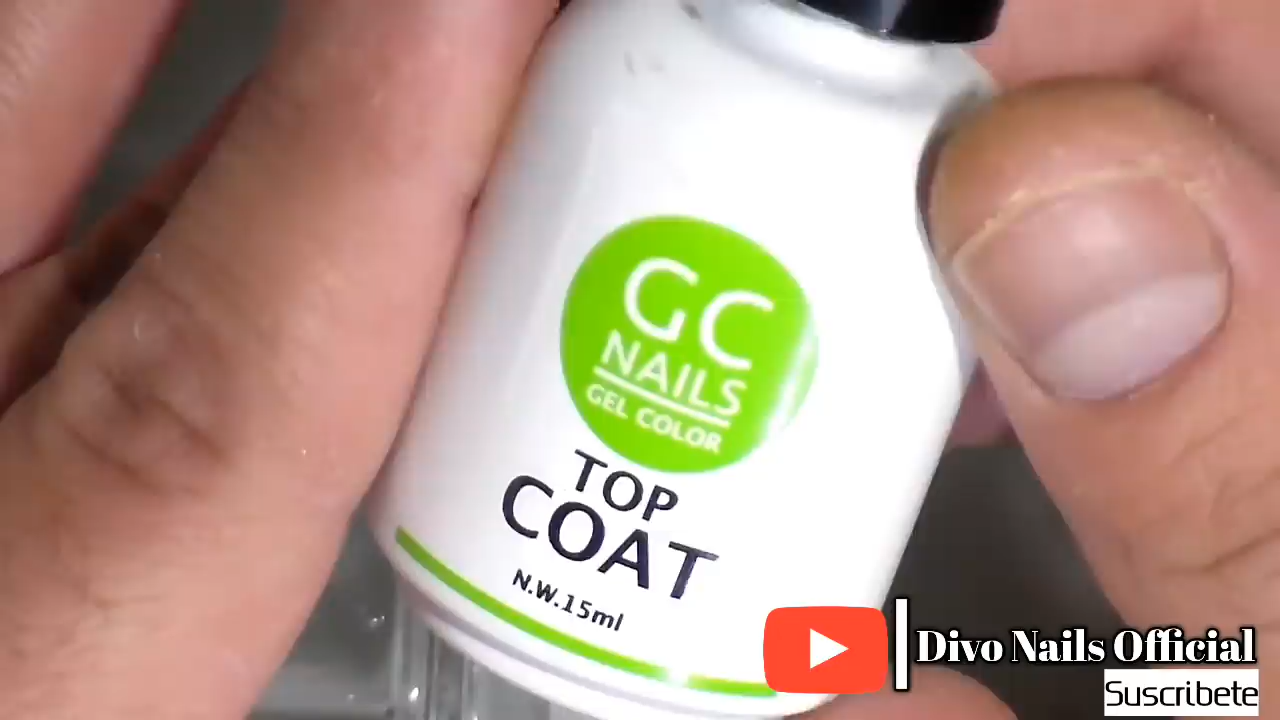 GC
NAILS
GEL COLOR
TOP
COAT
N.W.15ml
Divo Nails Official
Suscribete